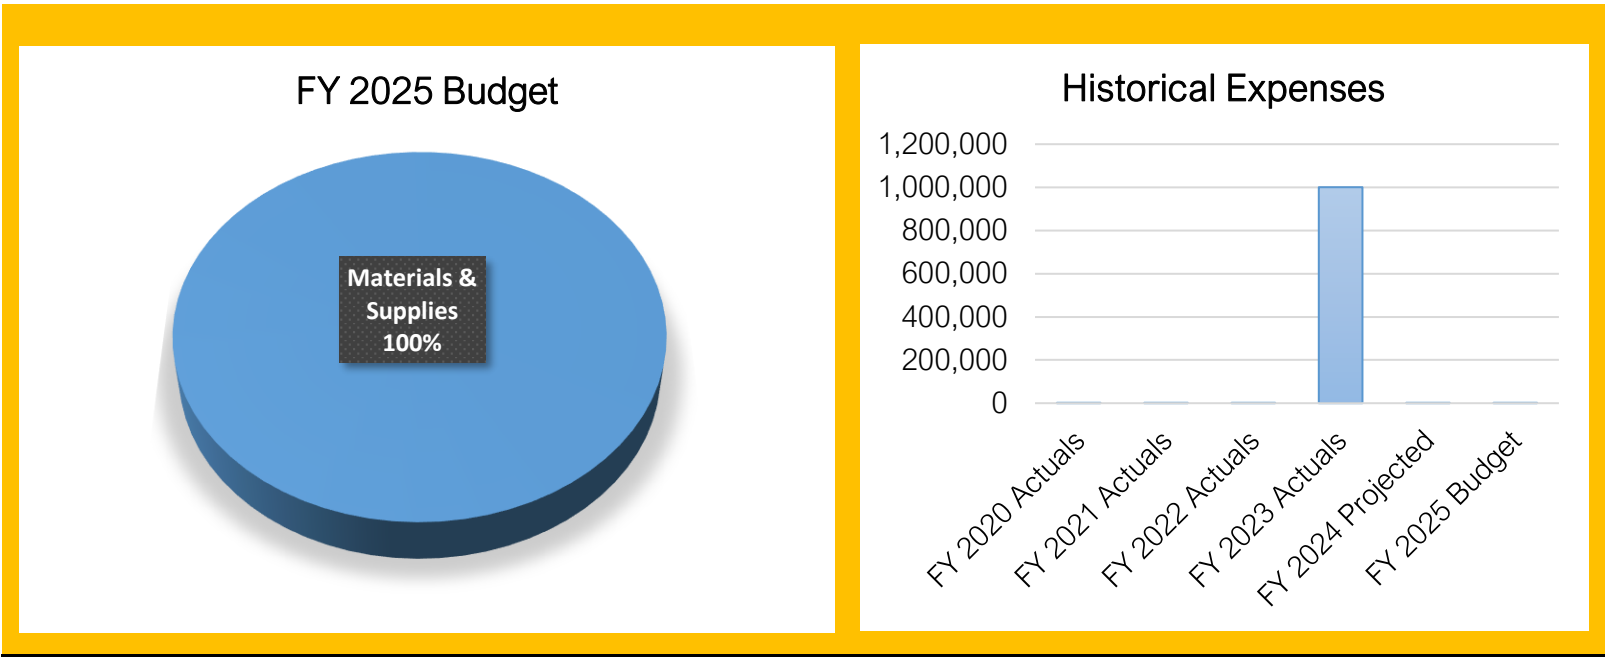 FY 2025 Budget
Materials &
Supplies
100%
Historical Expenses
1,200,000
1,000,000
800,000
600,000
400,000
200,000
0
FY 2020 Actuals
FY 2021 Actuals
FY 2022 Actuals
FY 2023 Actuals
FY 2024 Projected
FY 2025 Budget